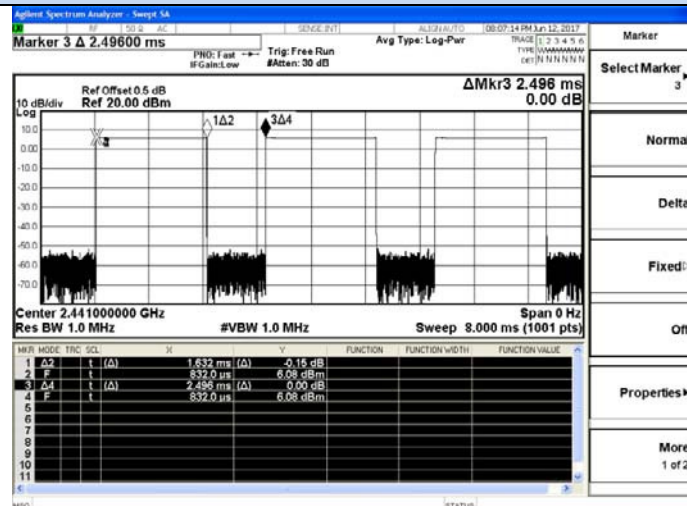 Agilent Spectrum Analyzer - Swept SA
RF 50 Ω AC SENSE:INT ALIGN AUTO 08:07:14 PM Jun 12, 2017
Marker 3 Δ 2.49600 ms
PNO: Fast
IFGain:Low
Trig: Free Run
#Atten: 30 dB
Avg Type: Log-Pwr
TRACE 1 2 3 4 5 6
TYPE
DET N N N N N N
Ref Offset 0.5 dB
10 dB/div Ref 20.00 dBm
ΔMkr3 2.496 ms
0.00 dB
Log
10.0
0.00
-10.0
-20.0
-30.0
-40.0
-50.0
-60.0
-70.0
1Δ2
3Δ4
Center 2.441000000 GHz
Span 0 Hz
Res BW 1.0 MHz #VBW 1.0 MHz Sweep 8.000 ms (1001 pts)
MKR MODE TRC SCL X Y FUNCTION FUNCTION WIDTH FUNCTION VALUE
1 Δ2 t (Δ) 1.632 ms (Δ) -0.15 dB
2 F t 832.0 µs 6.08 dBm
3 Δ4 t (Δ) 2.496 ms (Δ) 0.00 dB
4 F t 832.0 µs 6.08 dBm
5
6
7
8
9
10
11
MSG STATUS
Marker
Select Marker
3
Normal
Delta
Fixed
Off
Properties
More
1 of 2